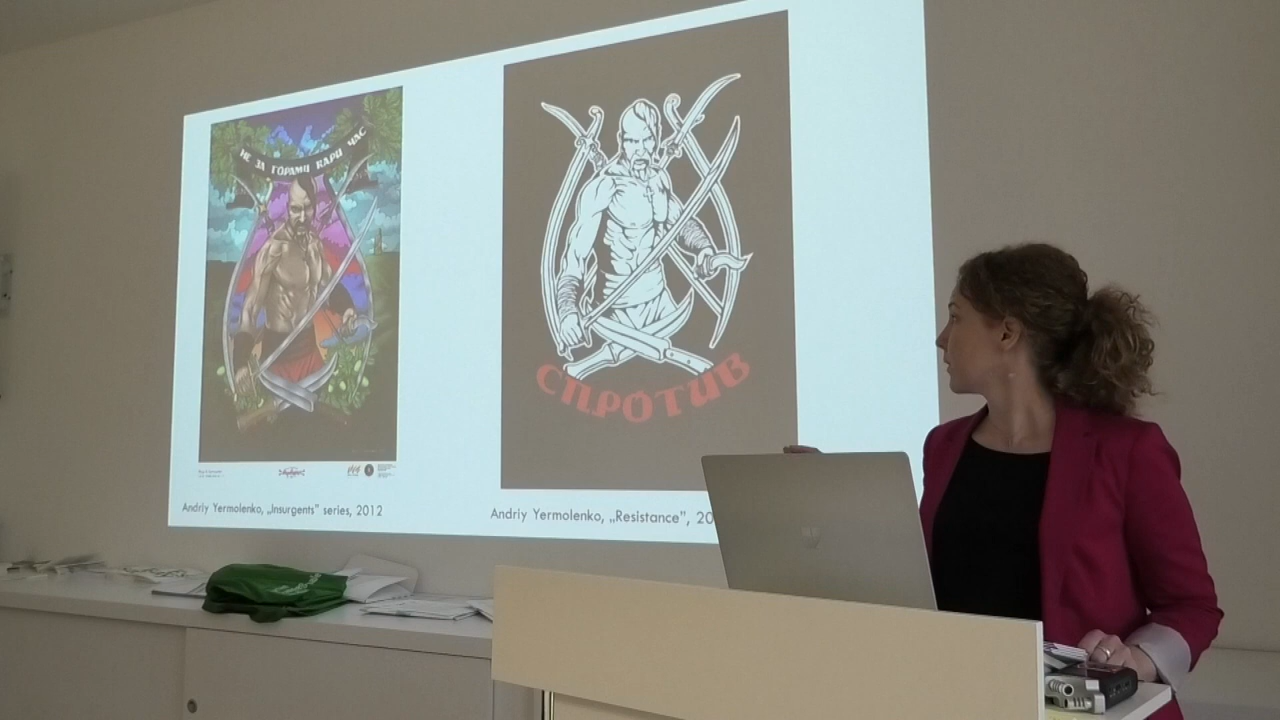 НЕ ЗА ГОРАМИ КАРИ ЧАС
СПРОТИВ
Andriy Yermolenko, „Insurgents” series, 2012
Andriy Yermolenko, „Resistance”, 20